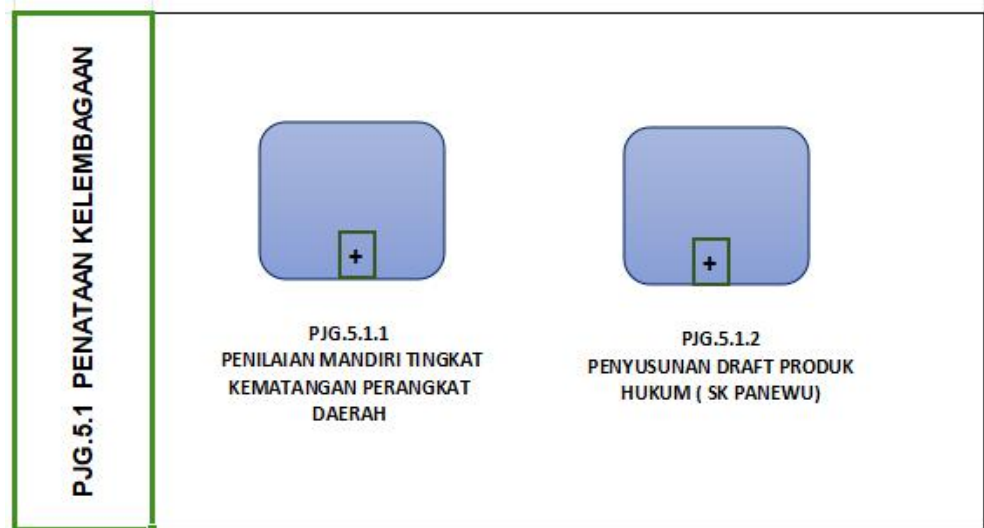 PJG.5.1 PENATAAN KELEMBAGAAN
+
PJG.5.1.1
PENILAIAN MANDIRI TINGKAT
KEMATANGAN PERANGKAT
DAERAH
+
PJG.5.1.2
PENYUSUNAN DRAFT PRODUK
HUKUM ( SK PANEWU)